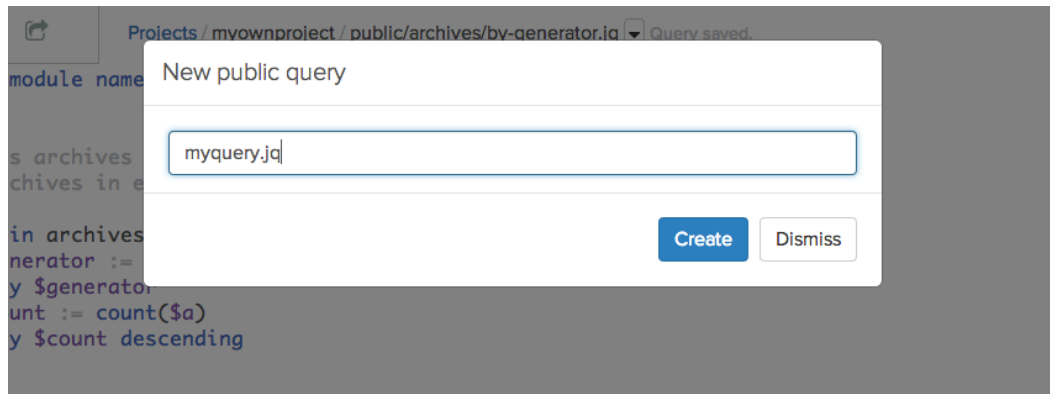 Projects / myownproject / public/archives/by-generator.jq Query saved.
New public query
module name
myquery.jq
s archives
chives in e
in archives
nerator :=
Create Dismiss
y $generator
unt := count($a)
y $count descending